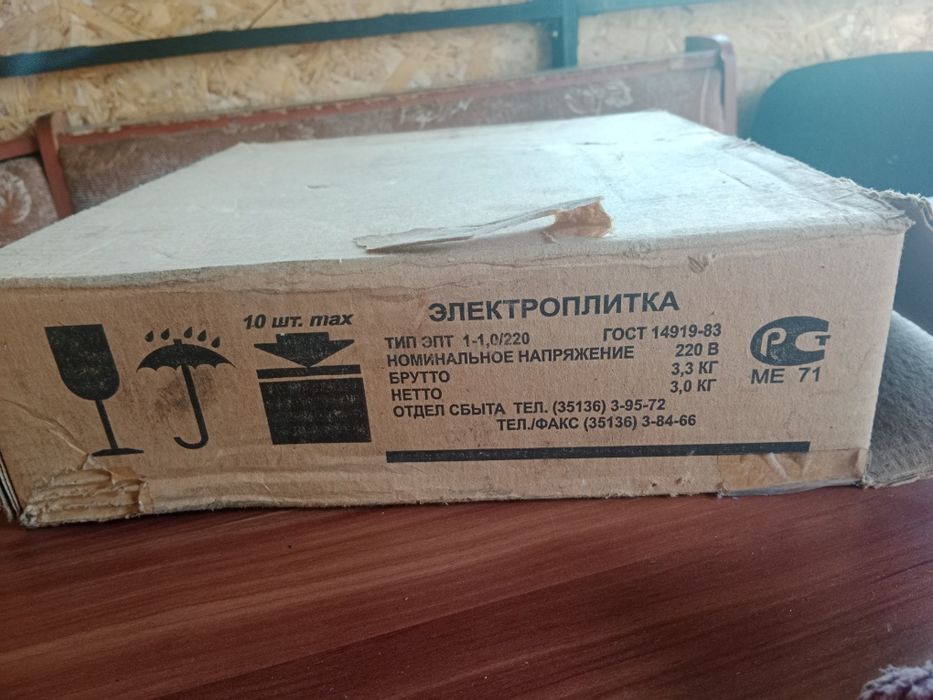 10 шт. max
ЭЛЕКТРОПЛИТКА
ТИП ЭПТ 1-1,0/220 ГОСТ 14919-83
НОМИНАЛЬНОЕ НАПРЯЖЕНИЕ 220 В
БРУТТО 3,3 КГ
НЕТТО 3,0 КГ
ОТДЕЛ СБЫТА ТЕЛ. (35136) 3-95-72
ТЕЛ./ФАКС (35136) 3-84-66
РСТ
МЕ 71